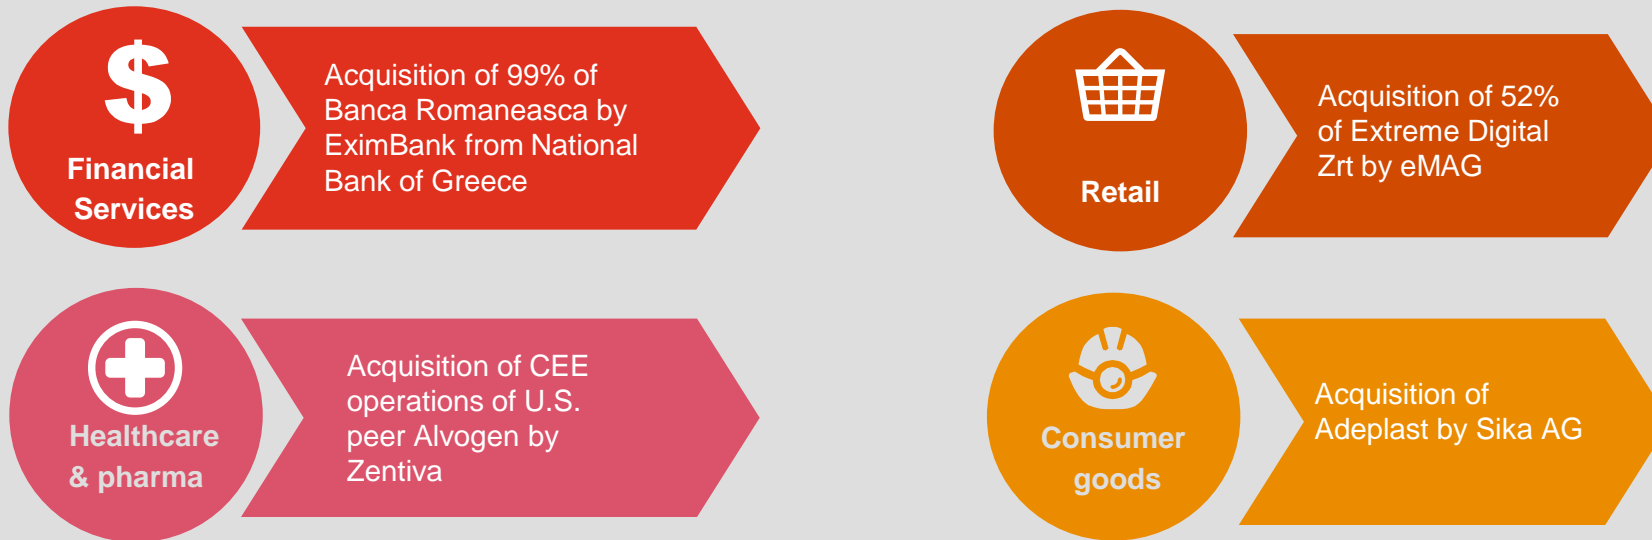 $
Financial
Services
Acquisition of 99% of
Banca Romaneasca by
EximBank from National
Bank of Greece
Retail
Acquisition of 52%
of Extreme Digital
Zrt by eMAG
Healthcare
& pharma
Acquisition of CEE
operations of U.S.
peer Alvogen by
Zentiva
Consumer
goods
Acquisition of
Adeplast by Sika AG